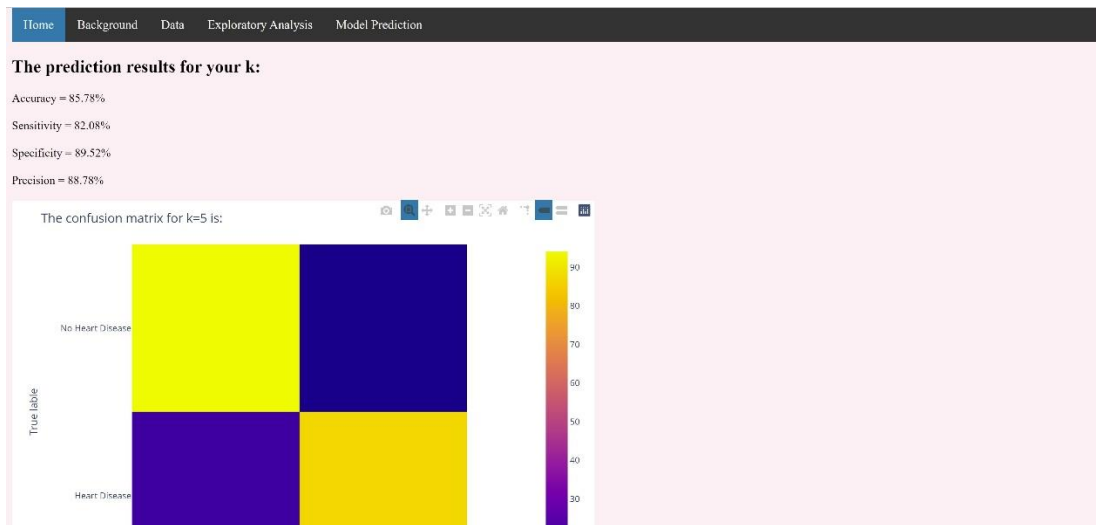 Home Background Data Exploratory Analysis Model Prediction
The prediction results for your k:
Accuracy = 85.78%
Sensitivity = 82.08%
Specificity = 89.52%
Precision = 88.78%
The confusion matrix for k=5 is:
90
80
No Heart Disease
70
60
True lable
50
40
Heart Disease
30